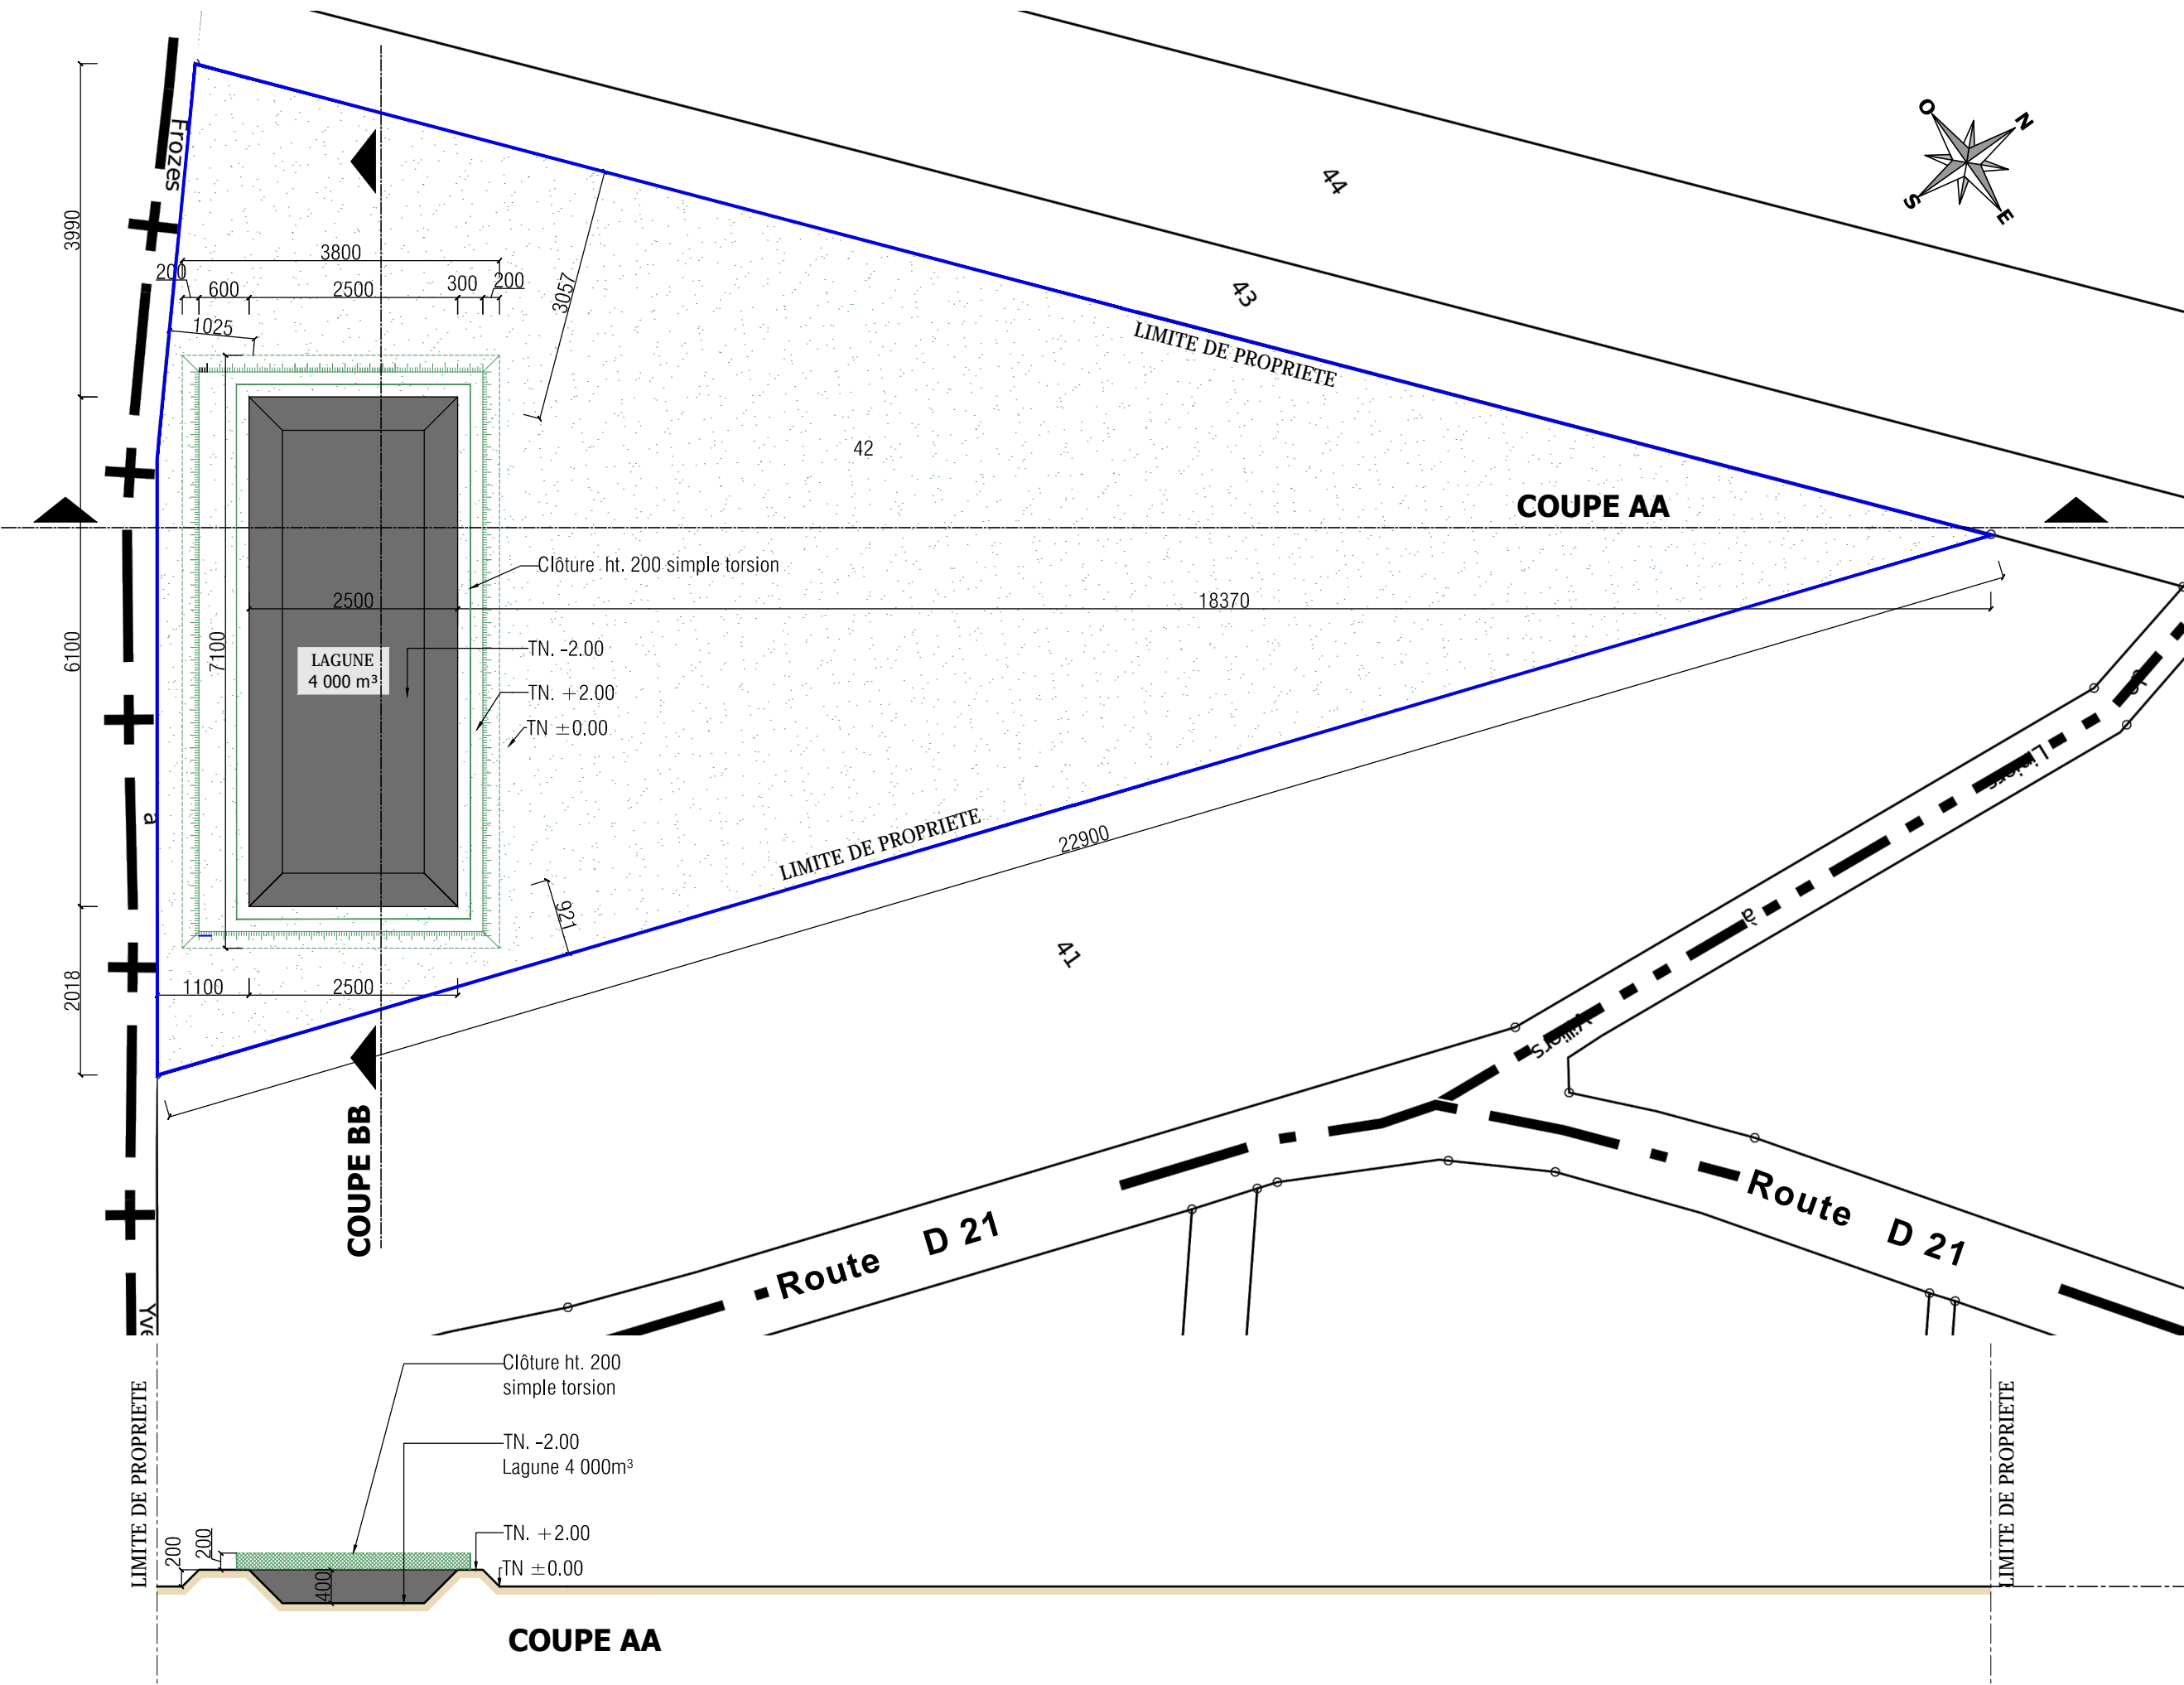 Frozes
O
N
S
E
44
43
3990
3800
200
600
2500
300
200
1025
3057
LIMITE DE PROPRIETE
42
COUPE AA
Clôture ht. 200 simple torsion
2500
18370
6100
7100
LAGUNE
4 000 m³
TN. -2.00
TN. +2.00
TN ±0.00
a
LIMITE DE PROPRIETE
22900
921
41
2018
1100
2500
COUPE BB
de
Liniers
à
Avillers
Route D 21
Route D 21
Yve
LIMITE DE PROPRIETE
Clôture ht. 200
simple torsion
TN. -2.00
Lagune 4 000m³
TN. +2.00
TN ±0.00
200
200
400
LIMITE DE PROPRIETE
COUPE AA